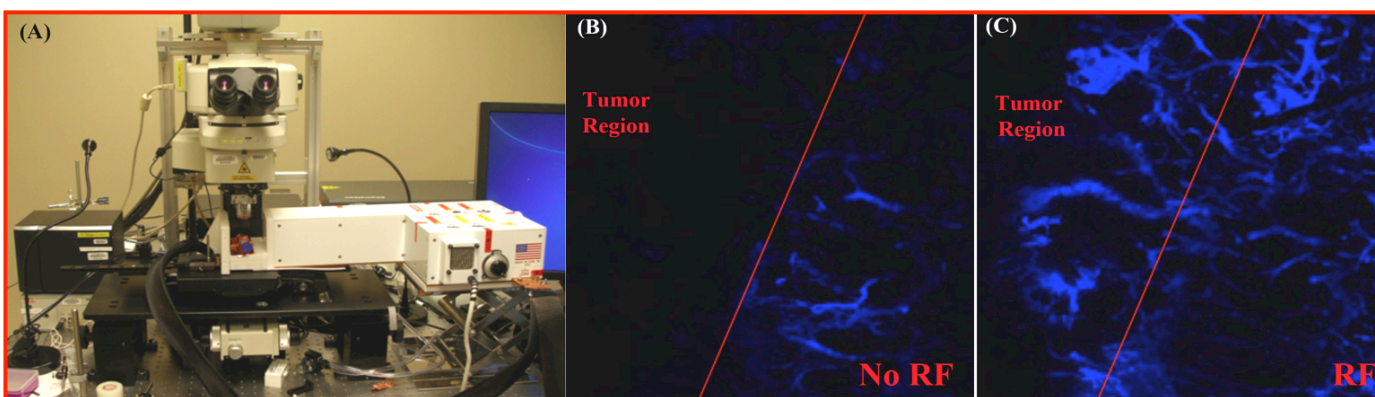 (A)
(B)
Tumor
Region
No RF
(C)
Tumor
Region
RF